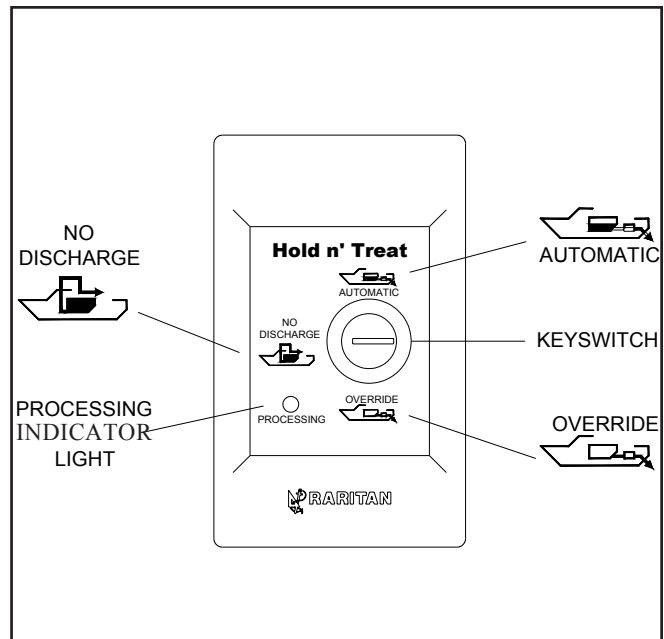 NO
DISCHARGE
PROCESSING
INDICATOR
LIGHT
Hold n' Treat
AUTOMATIC
NO
DISCHARGE
PROCESSING
OVERRIDE
RARITAN
AUTOMATIC
KEYSWITCH
OVERRIDE